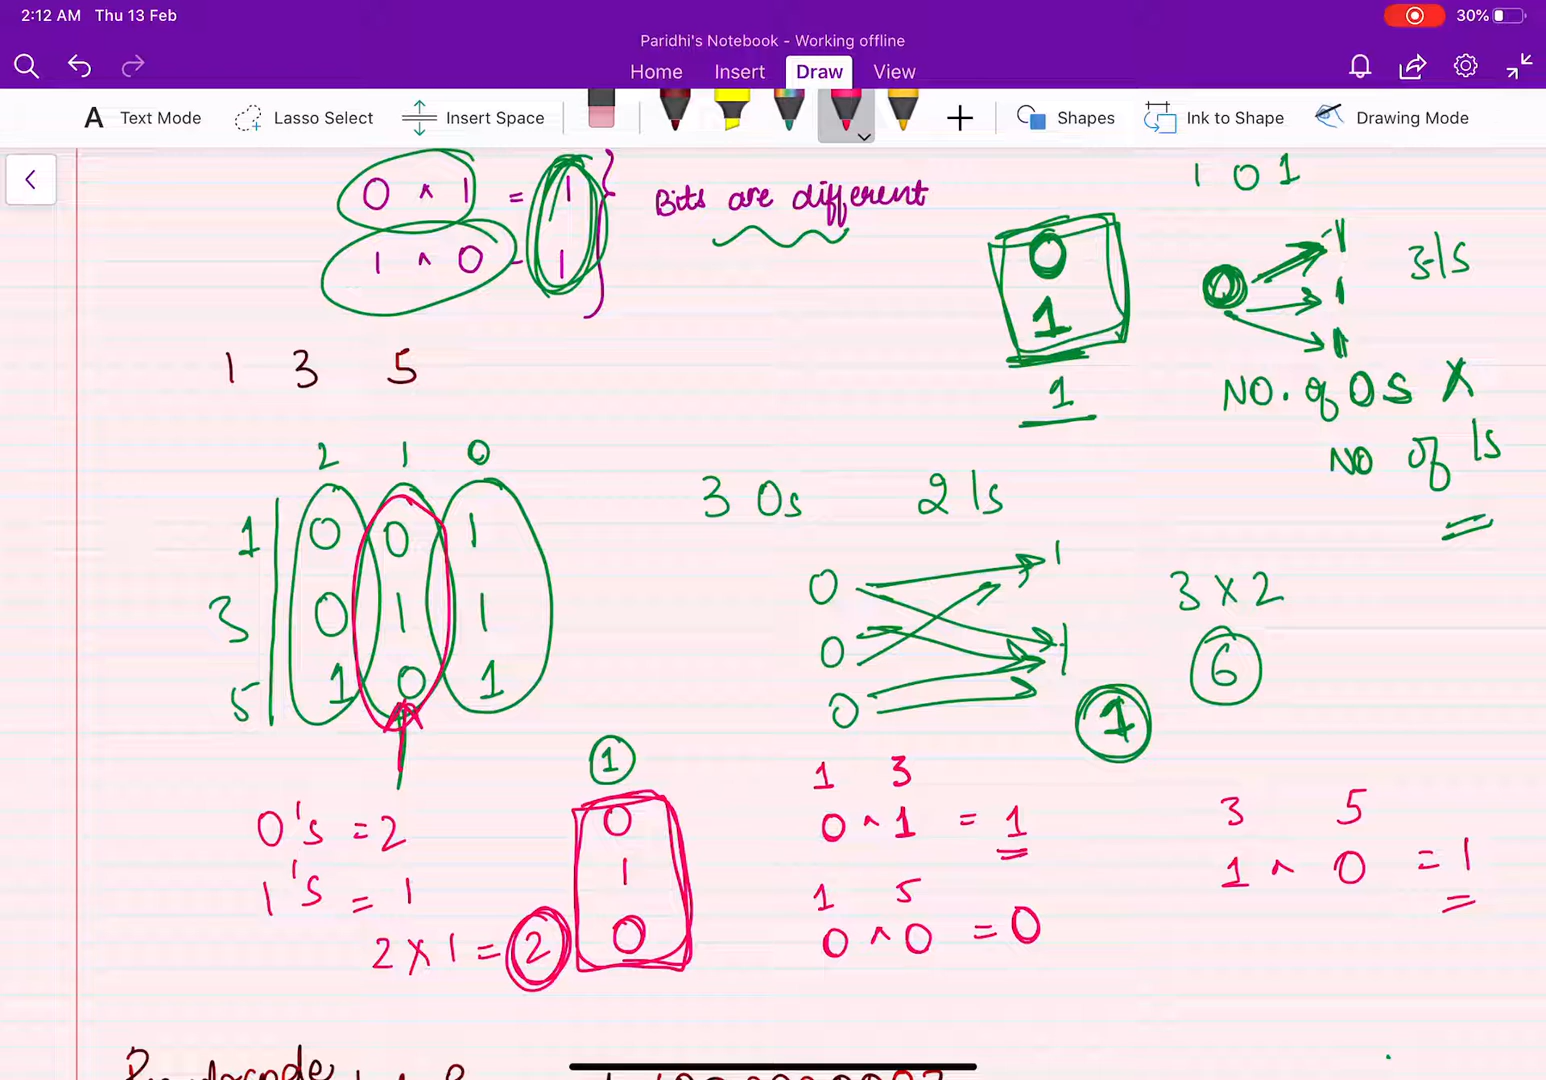 2:12 AM Thu 13 Feb
30%
Paridhi's Notebook - Working offline
Home Insert Draw View
A Text Mode Lasso Select Insert Space Shapes Ink to Shape Drawing Mode
0 ^ 1 = 1
1 ^ 0 = 1
Bits are different
1 0 1
0
1
1
0
1
1
1
3-1s
No. of 0s X
No of 1s
1 3 5
2 1 0
1 0 0 1
3 0 1 1
5 1 0 1
3 0s 2 1s
0 1
0 1
0
3 x 2
6
1
0's = 2
1's = 1
2 x 1 = 2
1
0
1
0
1 3
0 ^ 1 = 1
1 5
0 ^ 0 = 0
3 5
1 ^ 0 = 1
Pseudocode